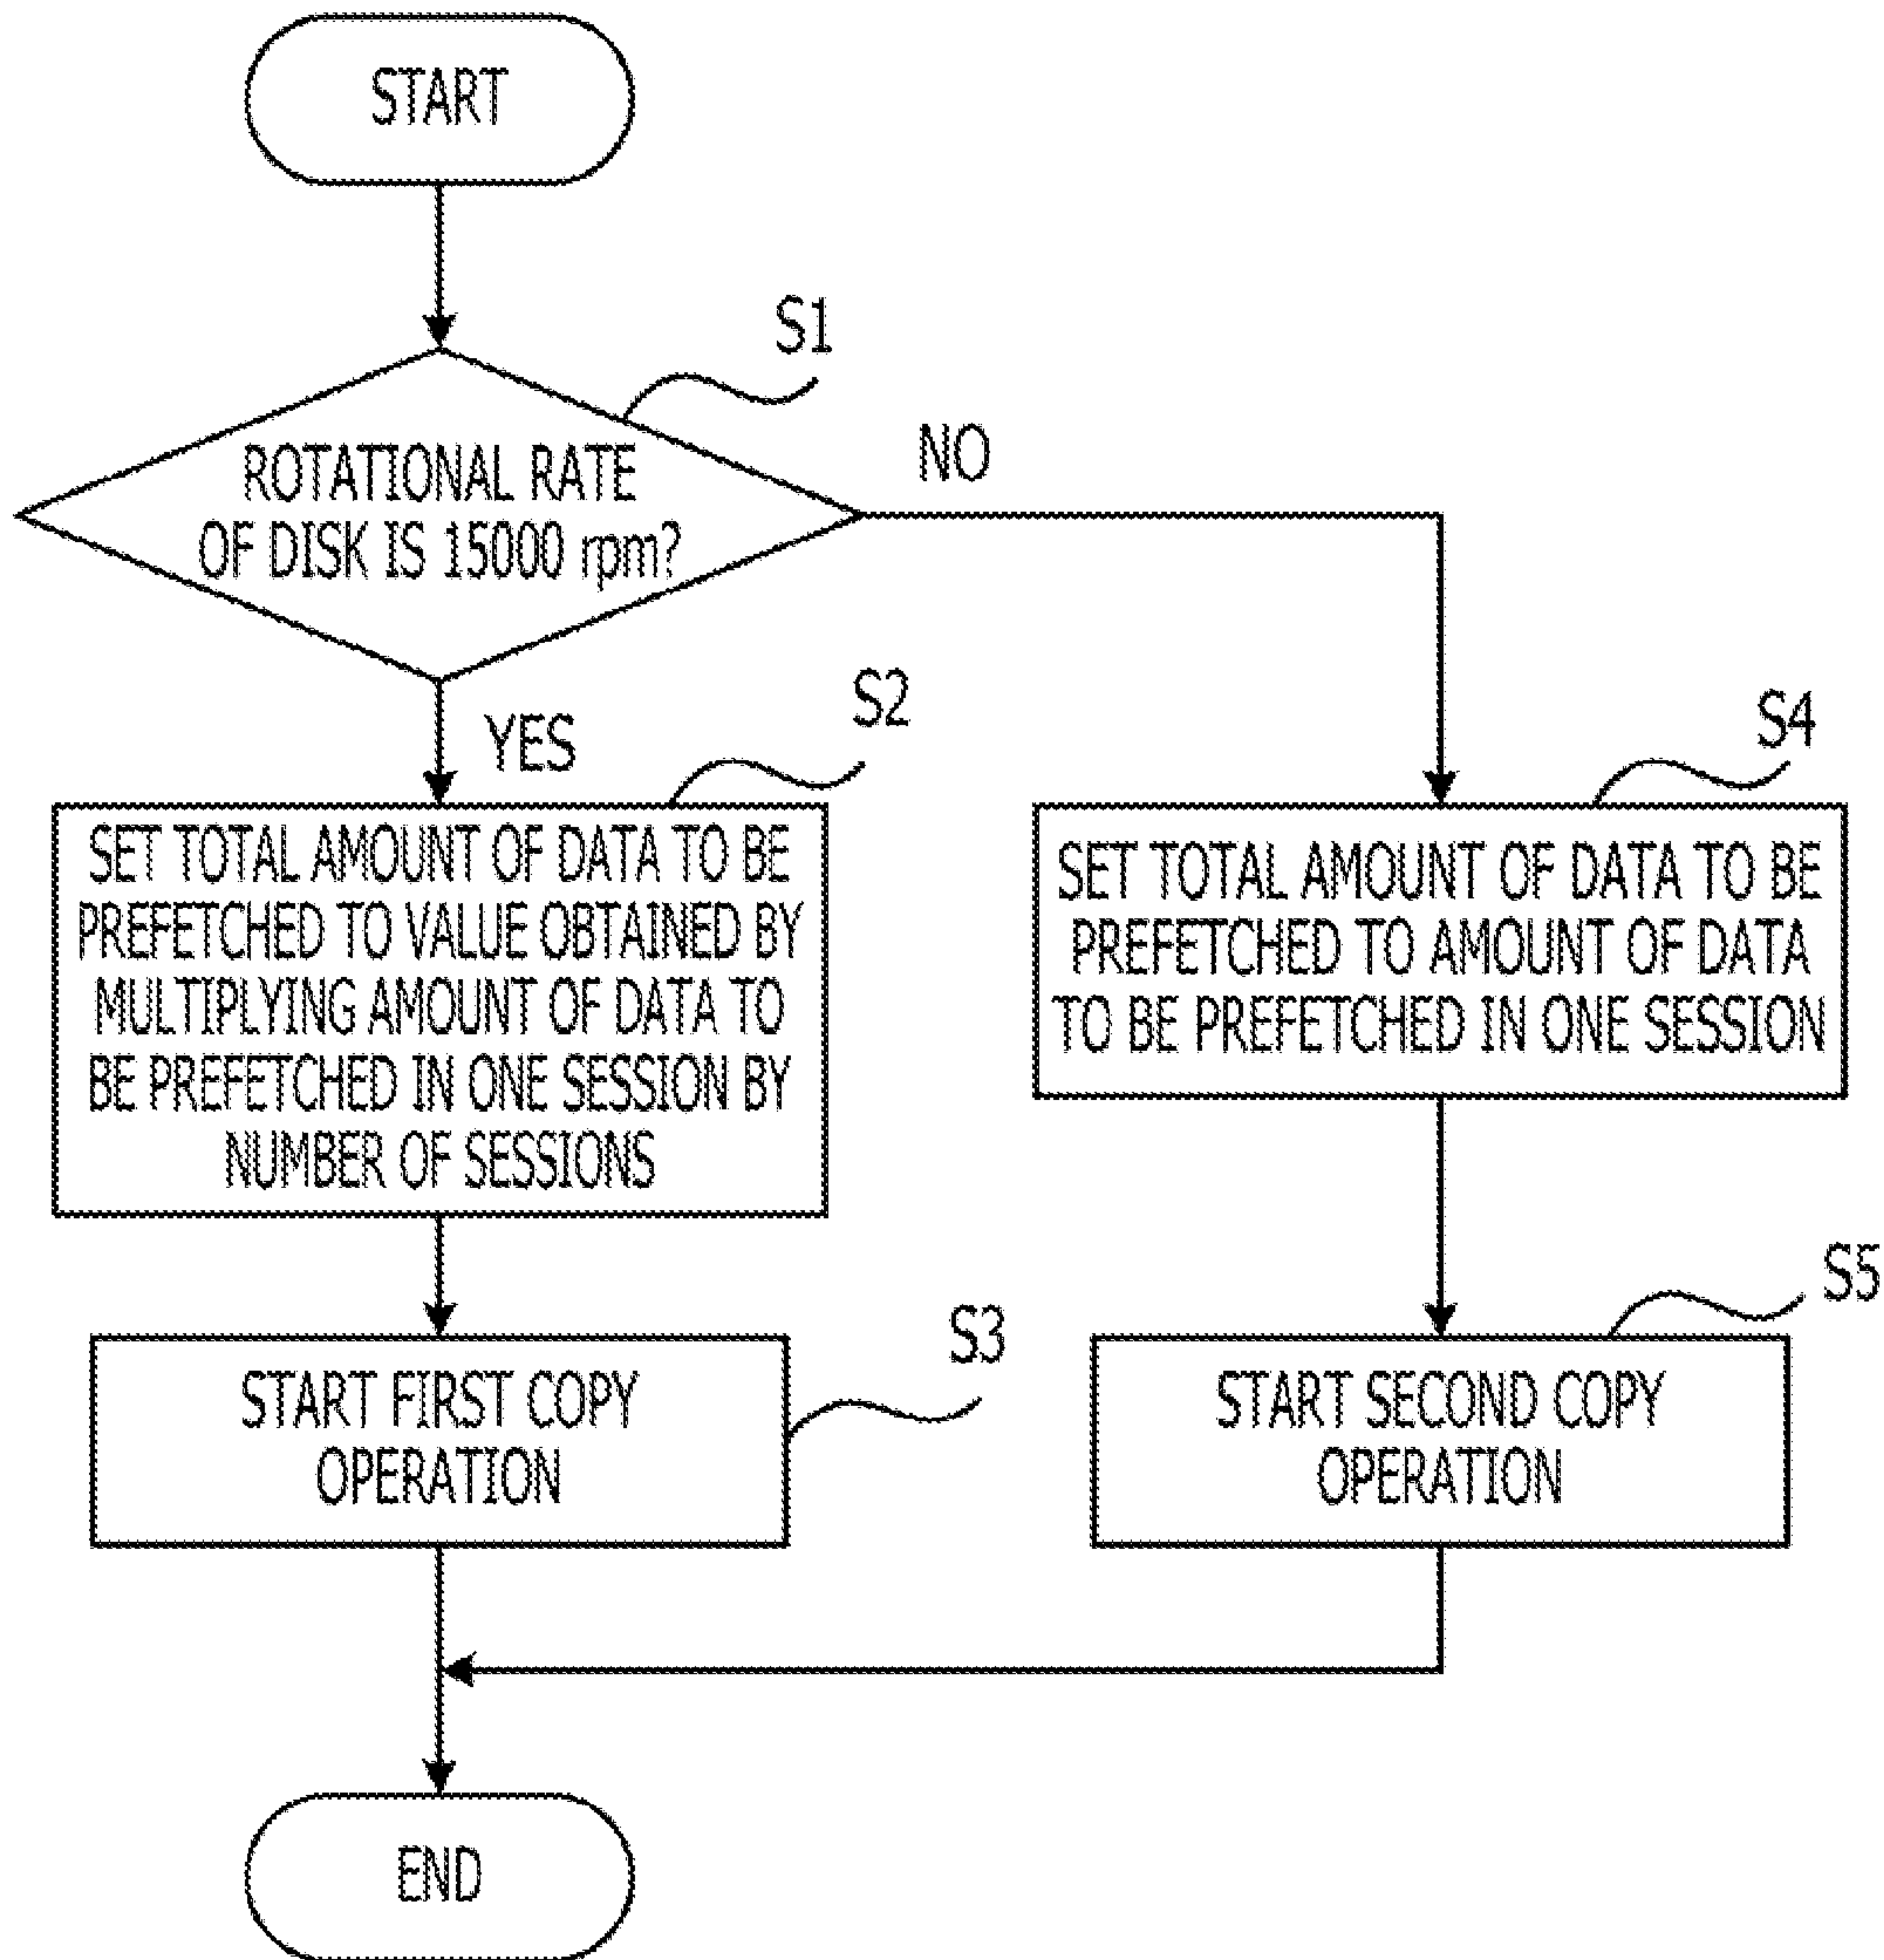 START
S1
ROTATIONAL RATE
OF DISK IS 15000 rpm?
NO
YES
S2
SET TOTAL AMOUNT OF DATA TO BE
PREFETCHED TO VALUE OBTAINED BY
MULTIPLYING AMOUNT OF DATA TO
BE PREFETCHED IN ONE SESSION BY
NUMBER OF SESSIONS
S4
SET TOTAL AMOUNT OF DATA TO BE
PREFETCHED TO AMOUNT OF DATA
TO BE PREFETCHED IN ONE SESSION
S3
START FIRST COPY
OPERATION
S5
START SECOND COPY
OPERATION
END